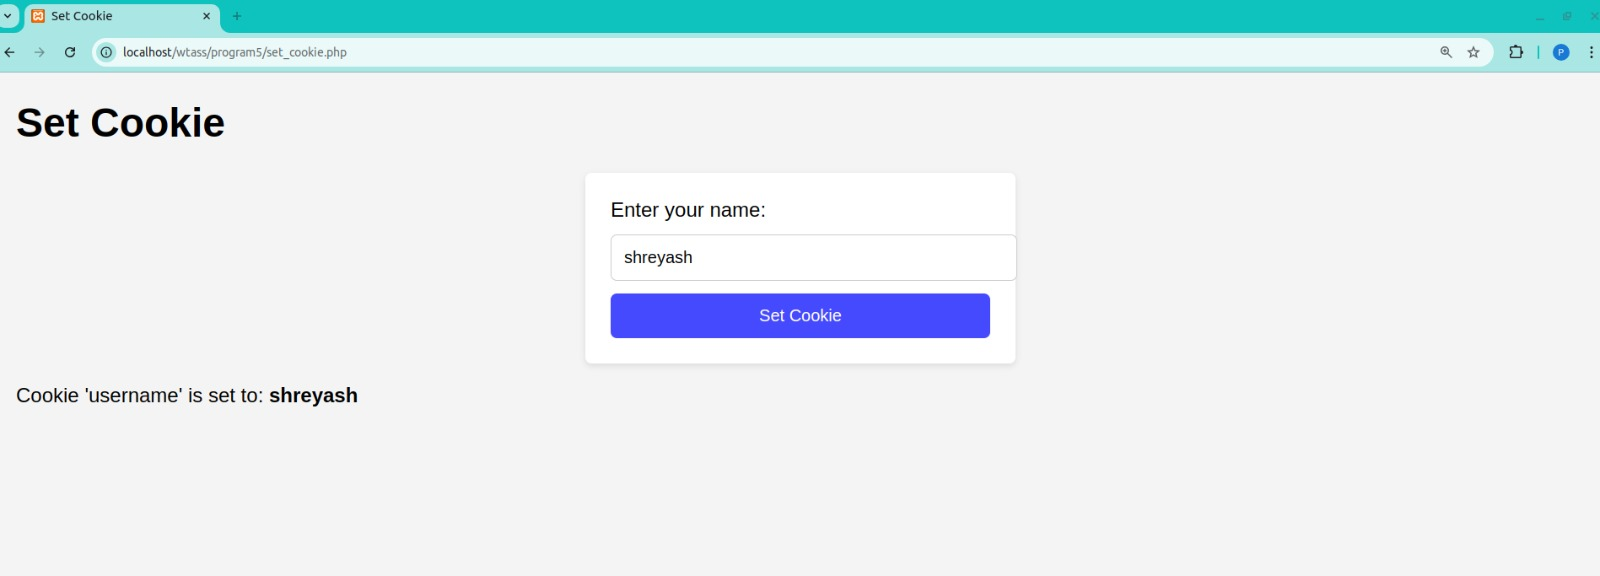 Set Cookie
localhost/wtass/program5/set_cookie.php
P
Set Cookie
Enter your name:
shreyash
Set Cookie
Cookie 'username' is set to: shreyash